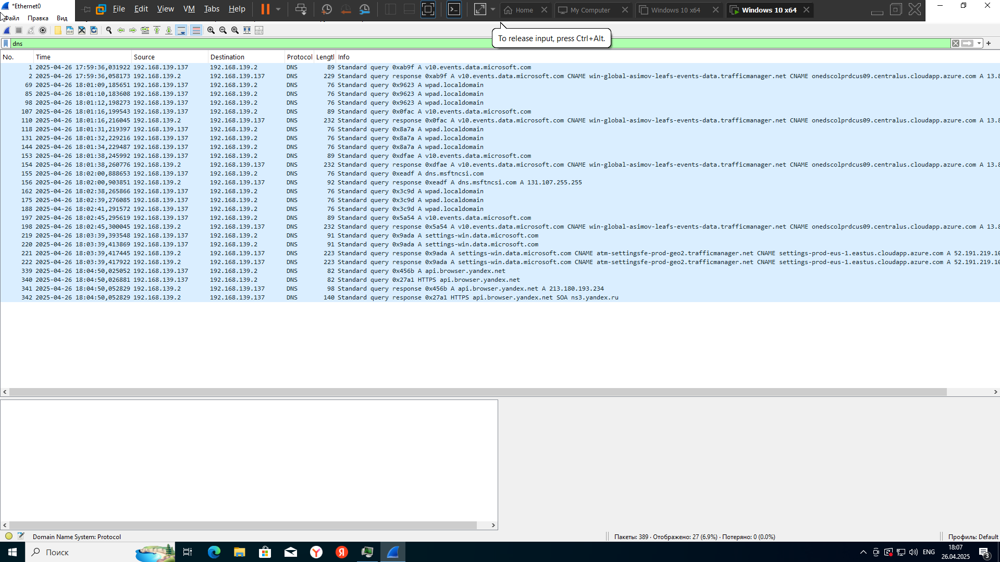 *Ethernet0
File Edit View VM Tabs Help
Home
My Computer
Windows 10 x64
Windows 10 x64
Файл Правка Вид
To release input, press Ctrl+Alt.
dns
No. Time Source Destination Protocol Lengtl Info
1 2025-04-26 17:59:36,031922 192.168.139.137 192.168.139.2 DNS 89 Standard query 0xab9f A v10.events.data.microsoft.com
2 2025-04-26 17:59:36,058173 192.168.139.2 192.168.139.137 DNS 229 Standard query response 0xab9f A v10.events.data.microsoft.com CNAME win-global-asimov-leafs-events-data.trafficmanager.net CNAME onedscolprdcus09.centralus.cloudapp.azure.com A 13.8
69 2025-04-26 18:01:09,185651 192.168.139.137 192.168.139.2 DNS 76 Standard query 0x9623 A wpad.localdomain
85 2025-04-26 18:01:10,183608 192.168.139.137 192.168.139.2 DNS 76 Standard query 0x9623 A wpad.localdomain
98 2025-04-26 18:01:12,198273 192.168.139.137 192.168.139.2 DNS 76 Standard query 0x9623 A wpad.localdomain
107 2025-04-26 18:01:16,199543 192.168.139.137 192.168.139.2 DNS 89 Standard query 0x0fac A v10.events.data.microsoft.com
110 2025-04-26 18:01:16,216045 192.168.139.2 192.168.139.137 DNS 232 Standard query response 0x0fac A v10.events.data.microsoft.com CNAME win-global-asimov-leafs-events-data.trafficmanager.net CNAME onedscolprdcus09.centralus.cloudapp.azure.com A 13.8
118 2025-04-26 18:01:31,219397 192.168.139.137 192.168.139.2 DNS 76 Standard query 0x8a7a A wpad.localdomain
131 2025-04-26 18:01:32,229216 192.168.139.137 192.168.139.2 DNS 76 Standard query 0x8a7a A wpad.localdomain
144 2025-04-26 18:01:34,229487 192.168.139.137 192.168.139.2 DNS 76 Standard query 0x8a7a A wpad.localdomain
153 2025-04-26 18:01:38,245992 192.168.139.137 192.168.139.2 DNS 89 Standard query 0xdfae A v10.events.data.microsoft.com
154 2025-04-26 18:01:38,260776 192.168.139.2 192.168.139.137 DNS 232 Standard query response 0xdfae A v10.events.data.microsoft.com CNAME win-global-asimov-leafs-events-data.trafficmanager.net CNAME onedscolprdcus09.centralus.cloudapp.azure.com A 13.8
155 2025-04-26 18:02:00,888653 192.168.139.137 192.168.139.2 DNS 76 Standard query 0xeadf A dns.msftncsi.com
156 2025-04-26 18:02:00,903851 192.168.139.2 192.168.139.137 DNS 92 Standard query response 0xeadf A dns.msftncsi.com A 131.107.255.255
162 2025-04-26 18:02:38,265866 192.168.139.137 192.168.139.2 DNS 76 Standard query 0x3c9d A wpad.localdomain
175 2025-04-26 18:02:39,276085 192.168.139.137 192.168.139.2 DNS 76 Standard query 0x3c9d A wpad.localdomain
188 2025-04-26 18:02:41,291572 192.168.139.137 192.168.139.2 DNS 76 Standard query 0x3c9d A wpad.localdomain
197 2025-04-26 18:02:45,295619 192.168.139.137 192.168.139.2 DNS 89 Standard query 0x5a54 A v10.events.data.microsoft.com
198 2025-04-26 18:02:45,300045 192.168.139.2 192.168.139.137 DNS 232 Standard query response 0x5a54 A v10.events.data.microsoft.com CNAME win-global-asimov-leafs-events-data.trafficmanager.net CNAME onedscolprdcus09.centralus.cloudapp.azure.com A 13.8
219 2025-04-26 18:03:39,393548 192.168.139.137 192.168.139.2 DNS 91 Standard query 0x9ada A settings-win.data.microsoft.com
220 2025-04-26 18:03:39,413869 192.168.139.137 192.168.139.2 DNS 91 Standard query 0x9ada A settings-win.data.microsoft.com
221 2025-04-26 18:03:39,417445 192.168.139.2 192.168.139.137 DNS 223 Standard query response 0x9ada A settings-win.data.microsoft.com CNAME atm-settingsfe-prod-geo2.trafficmanager.net CNAME settings-prod-eus-1.eastus.cloudapp.azure.com A 52.191.219.10
222 2025-04-26 18:03:39,417922 192.168.139.2 192.168.139.137 DNS 223 Standard query response 0x9ada A settings-win.data.microsoft.com CNAME atm-settingsfe-prod-geo2.trafficmanager.net CNAME settings-prod-eus-1.eastus.cloudapp.azure.com A 52.191.219.10
339 2025-04-26 18:04:50,025052 192.168.139.137 192.168.139.2 DNS 82 Standard query 0x456b A api.browser.yandex.net
340 2025-04-26 18:04:50,026881 192.168.139.137 192.168.139.2 DNS 82 Standard query 0x27a1 HTTPS api.browser.yandex.net
341 2025-04-26 18:04:50,052829 192.168.139.2 192.168.139.137 DNS 98 Standard query response 0x456b A api.browser.yandex.net A 213.180.193.234
342 2025-04-26 18:04:50,052829 192.168.139.2 192.168.139.137 DNS 140 Standard query response 0x27a1 HTTPS api.browser.yandex.net SOA ns3.yandex.ru
Domain Name System: Protocol
Пакеты: 389 · Отображено: 27 (6.9%) · Потеряно: 0 (0.0%)
Профиль: Default
Поиск
ENG
18:07
26.04.2025
3